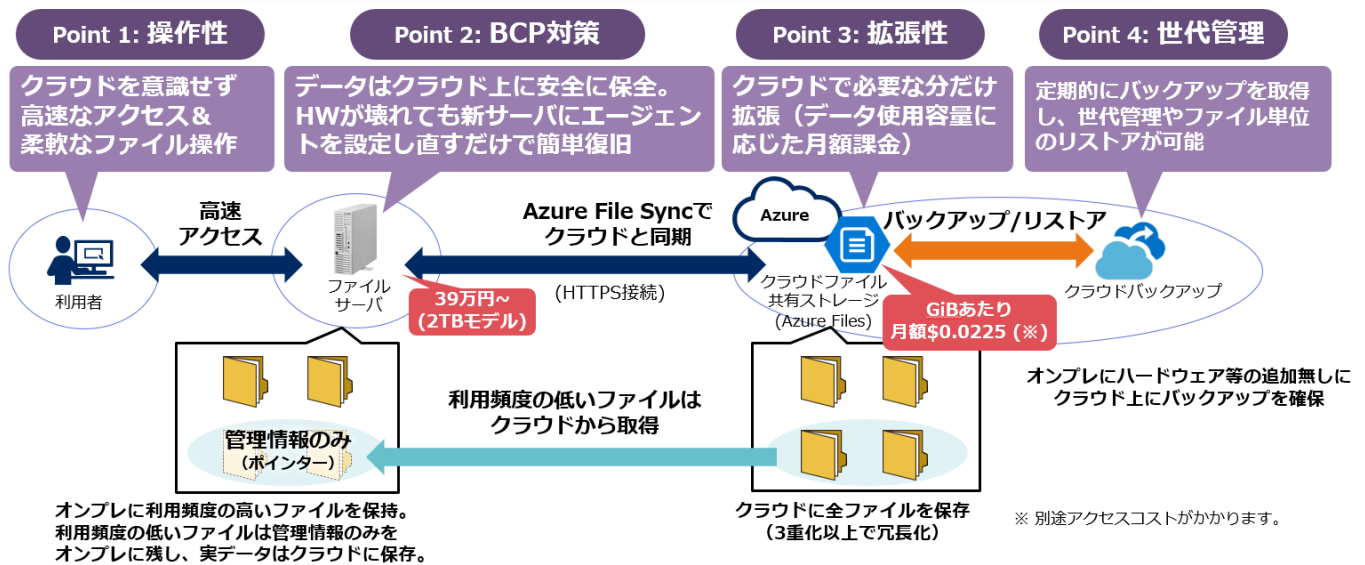 Point 1: 操作性
クラウドを意識せず
高速なアクセス＆
柔軟なファイル操作
Point 2: BCP対策
データはクラウド上に安全に保全。
HWが壊れても新サーバにエージェン
トを設定し直すだけで簡単復旧
Point 3: 拡張性
クラウドで必要な分だけ
拡張（データ使用容量に
応じた月額課金）
Point 4: 世代管理
定期的にバックアップを取得
し、世代管理やファイル単位
のリストアが可能
利用者
高速
アクセス
ファイル
サーバ
39万円～
(2TBモデル)
Azure File Syncで
クラウドと同期
(HTTPS接続)
Azure
クラウドファイル
共有ストレージ
(Azure Files)
GiBあたり
月額$0.0225 (※)
バックアップ/リストア
クラウドバックアップ
オンプレにハードウェア等の追加無しに
クラウド上にバックアップを確保
管理情報のみ
（ポインター）
利用頻度の低いファイルは
クラウドから取得
オンプレに利用頻度の高いファイルを保持。
利用頻度の低いファイルは管理情報のみを
オンプレに残し、実データはクラウドに保存。
クラウドに全ファイルを保存
（3重化以上で冗長化）
※ 別途アクセスコストがかかります。